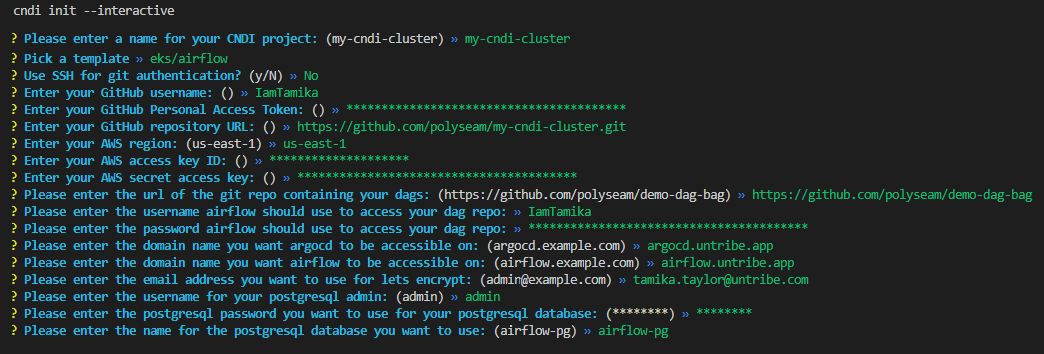 cndi init --interactive
? Please enter a name for your CNDI project: (my-cndi-cluster) » my-cndi-cluster
? Pick a template » eks/airflow
? Use SSH for git authentication? (y/N) » No
? Enter your GitHub username: () » IamTamika
? Enter your GitHub Personal Access Token: () » ****************************************
? Enter your GitHub repository URL: () » https://github.com/polyseam/my-cndi-cluster.git
? Enter your AWS region: (us-east-1) » us-east-1
? Enter your AWS access key ID: () » ********************
? Enter your AWS secret access key: () » ****************************************
? Please enter the url of the git repo containing your dags: (https://github.com/polyseam/demo-dag-bag) » https://github.com/polyseam/demo-dag-bag
? Please enter the username airflow should use to access your dag repo: » IamTamika
? Please enter the password airflow should use to access your dag repo: » ****************************************
? Please enter the domain name you want argocd to be accessible on: (argocd.example.com) » argocd.untribe.app
? Please enter the domain name you want airflow to be accessible on: (airflow.example.com) » airflow.untribe.app
? Please enter the email address you want to use for lets encrypt: (admin@example.com) » tamika.taylor@untribe.com
? Please enter the username for your postgresql admin: (admin) » admin
? Please enter the postgresql password you want to use for your postgresql database: (********) » ********
? Please enter the name for the postgresql database you want to use: (airflow-pg) » airflow-pg